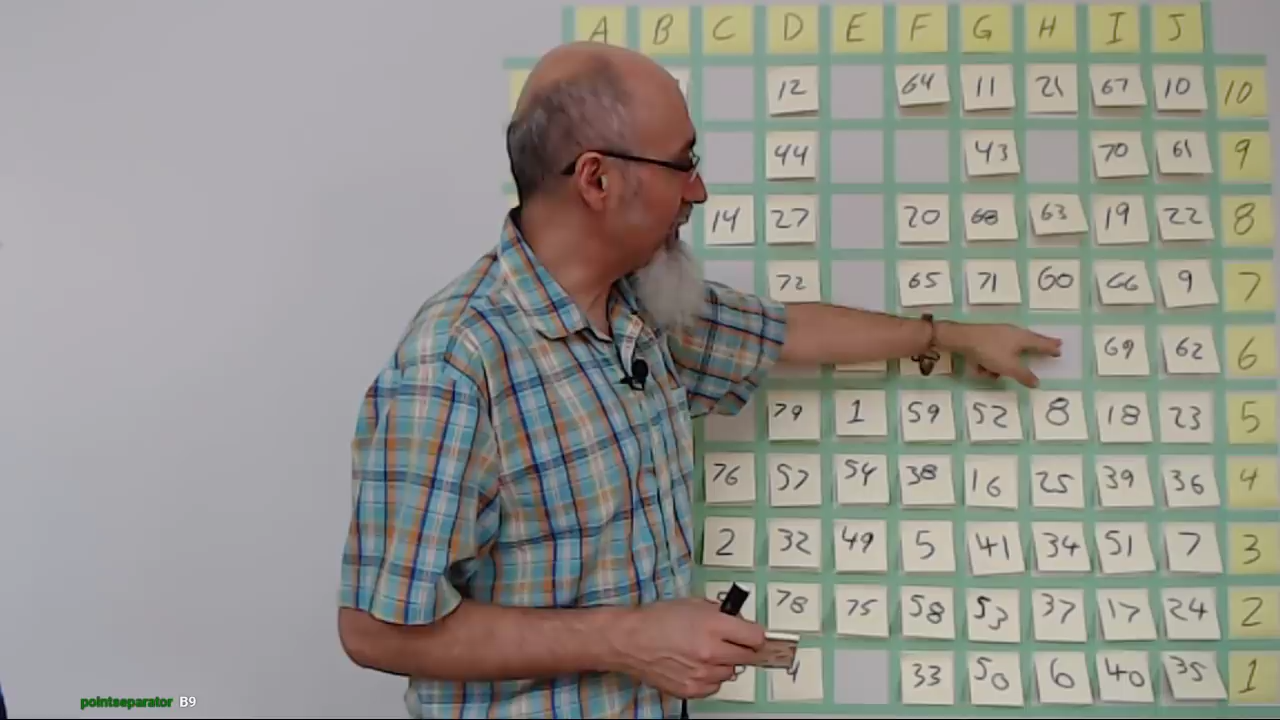 A B C D E F G H I J
12 64 11 21 67 10 10
44 43 70 61 9
14 27 20 68 63 19 22 8
72 65 71 60 66 9 7
69 62 6
79 1 59 52 8 18 23 5
76 57 54 38 16 25 39 36 4
2 32 49 5 41 34 51 7 3
78 75 58 53 37 17 24 2
4 33 50 6 40 35 1
pointseparator B9